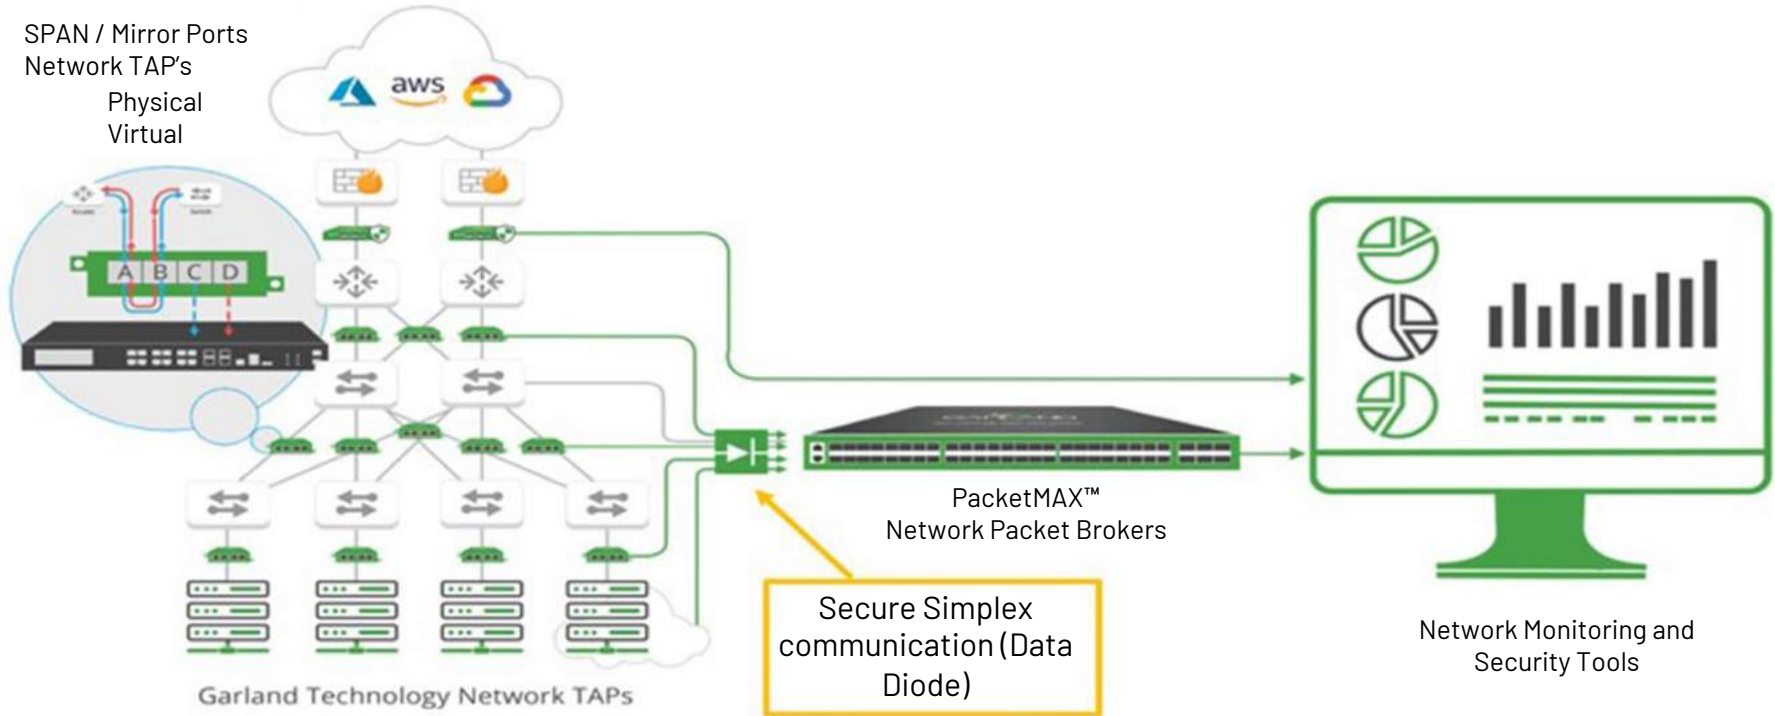 SPAN / Mirror Ports
Network TAP's
Physical
Virtual
aws
A B C D
PacketMAX™
Network Packet Brokers
Secure Simplex
communication (Data
Diode)
Network Monitoring and
Security Tools
Garland Technology Network TAPs